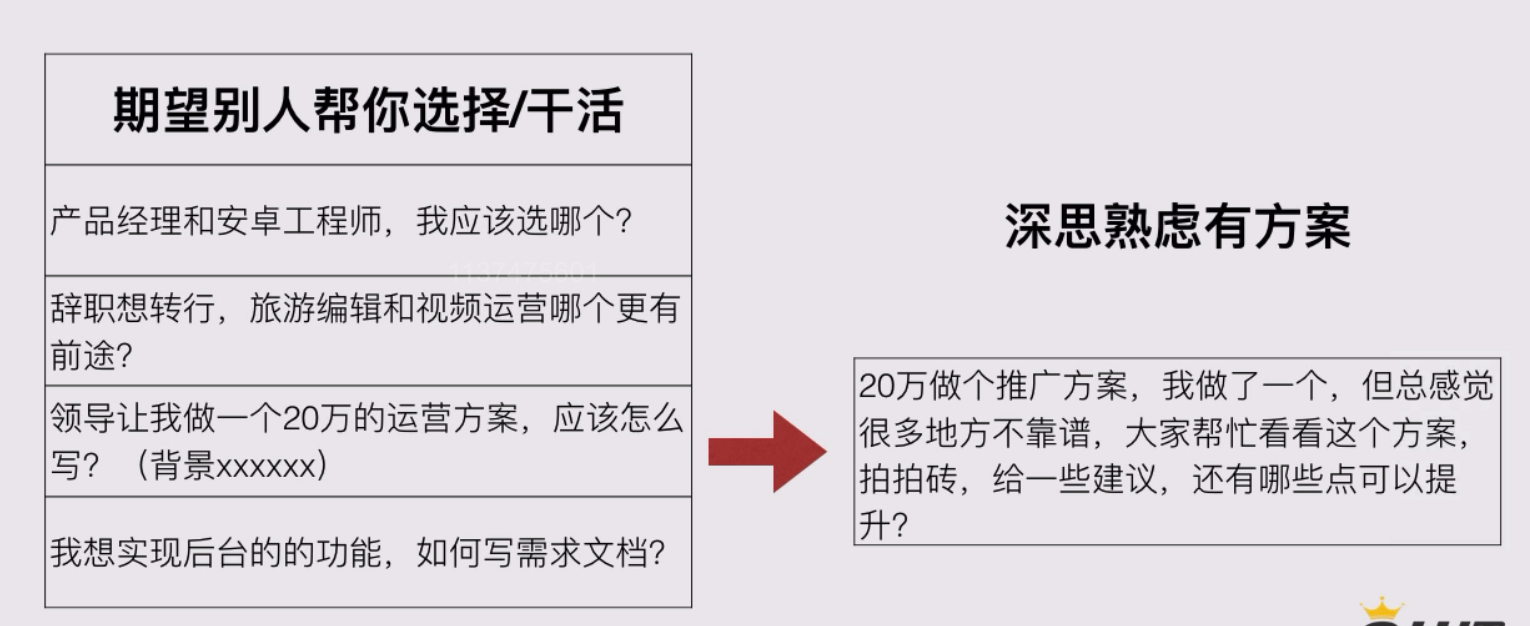 期望别人帮你选择/干活
产品经理和安卓工程师，我应该选哪个？
辞职想转行，旅游编辑和视频运营哪个更有
前途？
领导让我做一个20万的运营方案，应该怎么
写？（背景xxxxxx）
我想实现后台的的功能，如何写需求文档？
深思熟虑有方案
20万做个推广方案，我做了一个，但总感觉
很多地方不靠谱，大家帮忙看看这个方案，
拍拍砖，给一些建议，还有哪些点可以提
升？